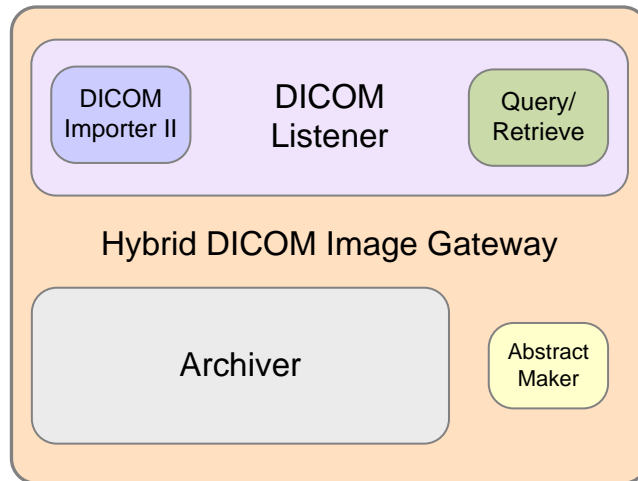 DICOM
Importer II
DICOM
Listener
Query/
Retrieve
Hybrid DICOM Image Gateway
Archiver
Abstract
Maker